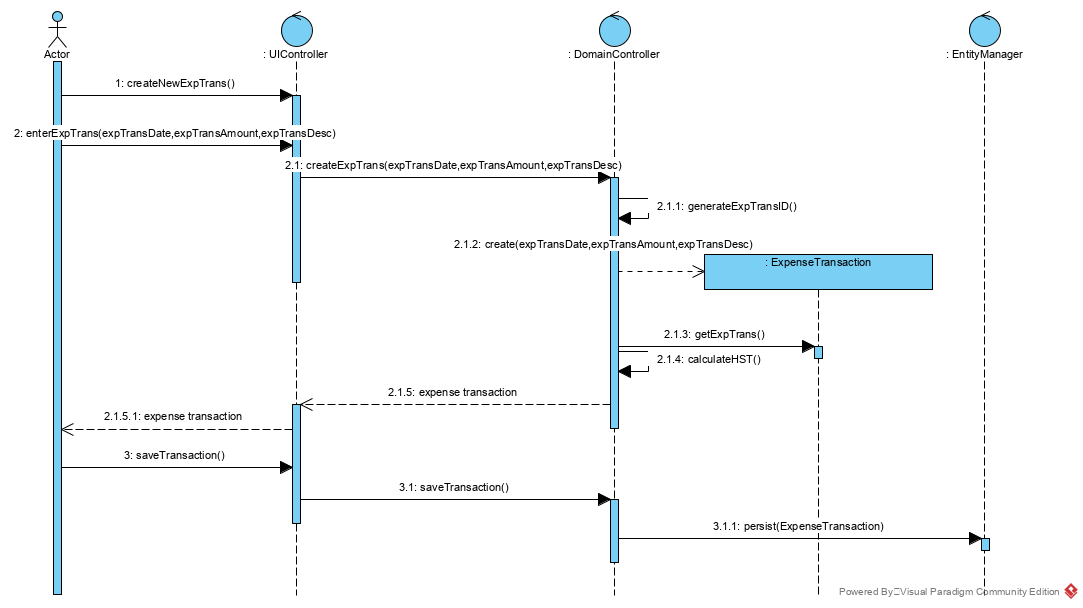 Actor
: UIController
: DomainController
: EntityManager
1: createNewExpTrans()
2: enterExpTrans(expTransDate,expTransAmount,expTransDesc)
2.1: createExpTrans(expTransDate,expTransAmount,expTransDesc)
2.1.1: generateExpTransID()
2.1.2: create(expTransDate,expTransAmount,expTransDesc)
: ExpenseTransaction
2.1.3: getExpTrans()
2.1.4: calculateHST()
2.1.5: expense transaction
2.1.5.1: expense transaction
3: saveTransaction()
3.1: saveTransaction()
3.1.1: persist(ExpenseTransaction)
Powered By Visual Paradigm Community Edition